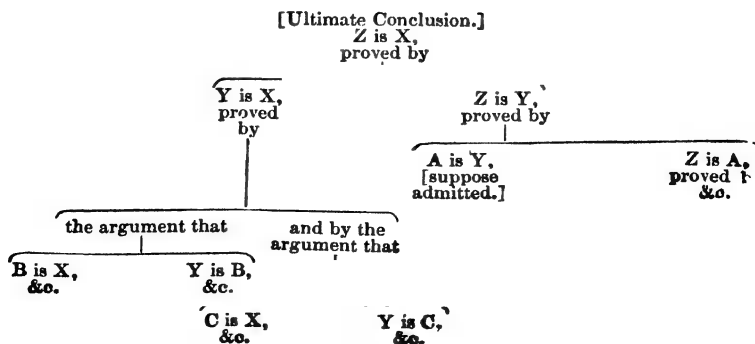 [Ultimate Conclusion.]
Z is X,
proved by
Y is X,
proved
by
Z is Y,
proved by
A is Y,
[suppose
admitted.]
Z is A,
proved
&c.
the argument that
and by the
argument that
B is X,
&c.
Y is B,
&c.
C is X,
&c.
Y is C,
&c.